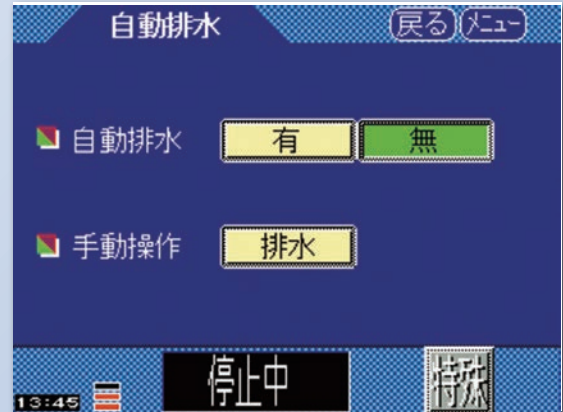 自動排水 戻る メニュー
自動排水 有 無
手動操作 排水
13:45 停止中 特殊